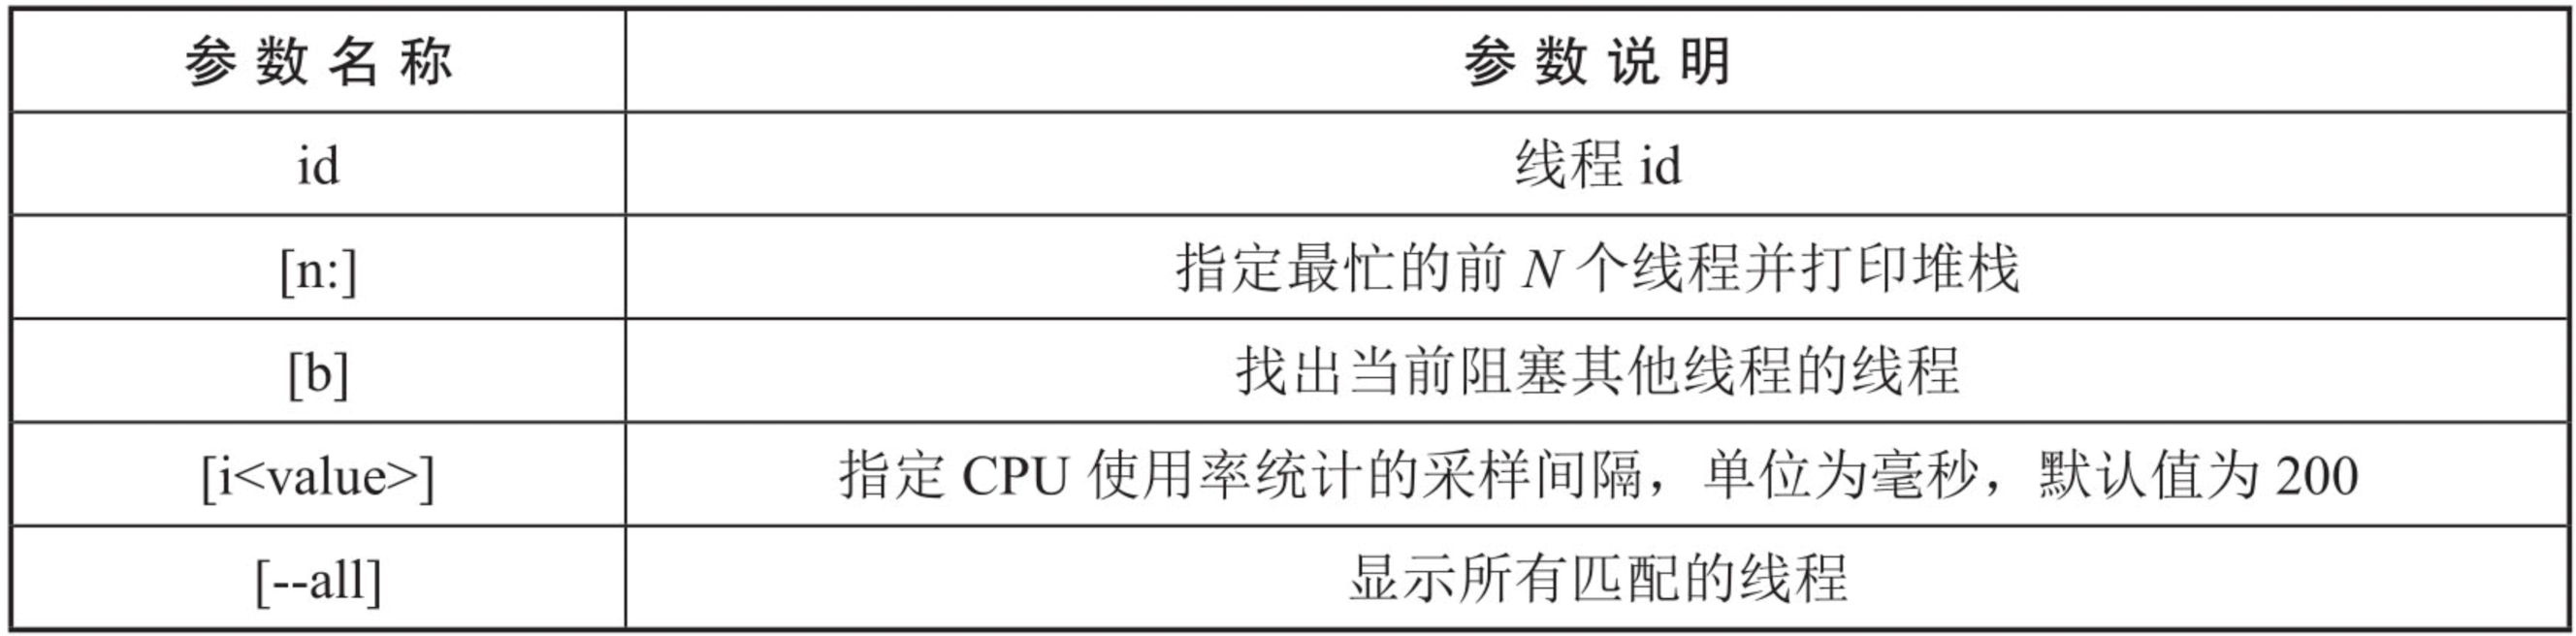 参数名称 参数说明
id 线程 id
[n:] 指定最忙的前 N 个线程并打印堆栈
[b] 找出当前阻塞其他线程的线程
[i<value>] 指定 CPU 使用率统计的采样间隔，单位为毫秒，默认值为 200
[--all] 显示所有匹配的线程